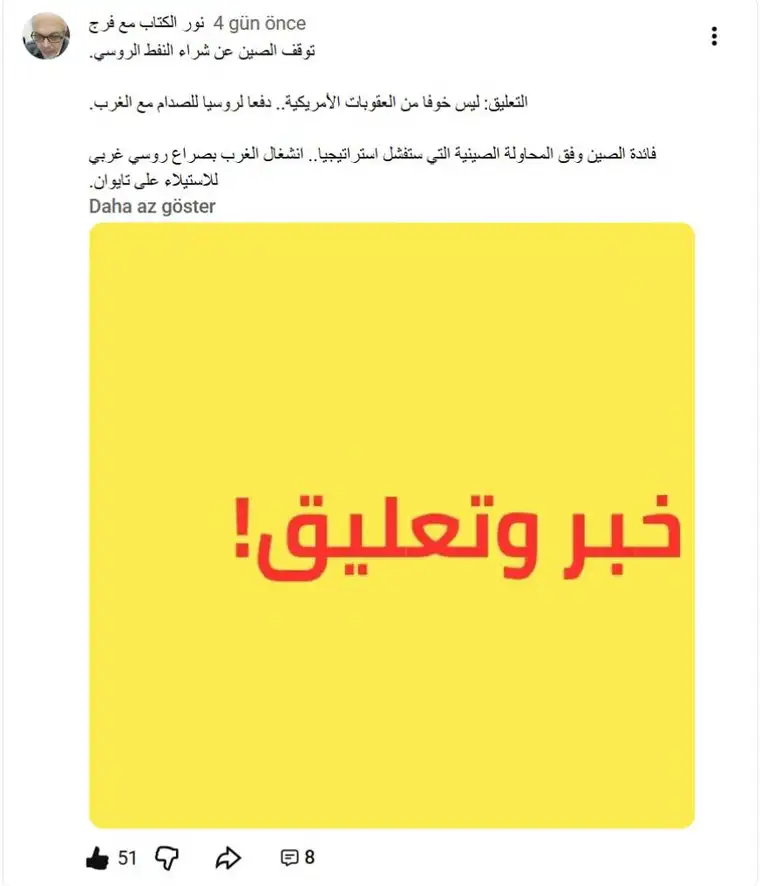 نور الكتاب مع فرج 4 gün önce
توقف الصين عن شراء النفط الروسي.
التعليق: ليس خوفا من العقوبات الأمريكية.. دفعا لروسيا للصدام مع الغرب.
فائدة الصين وفق المحاولة الصينية التي ستفشل استراتيجيا.. انشغال الغرب بصراع روسي غربي
للاستيلاء على تايوان.
Daha az göster
خبر وتعليق!
51 8